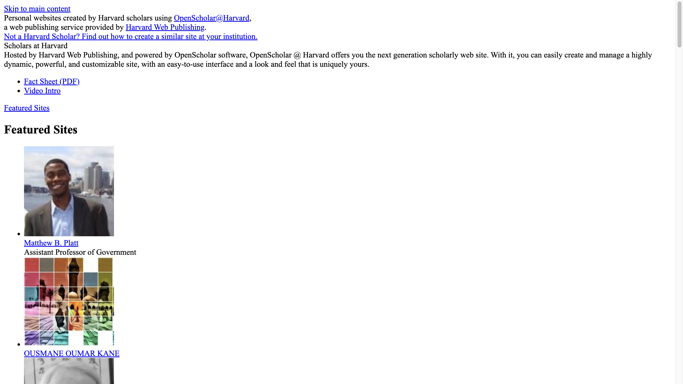 Skip to main content
Personal websites created by Harvard scholars using OpenScholar@Harvard,
a web publishing service provided by Harvard Web Publishing.
Not a Harvard Scholar? Find out how to create a similar site at your institution.
Scholars at Harvard
Hosted by Harvard Web Publishing, and powered by OpenScholar software, OpenScholar @ Harvard offers you the next generation scholarly web site. With it, you can easily create and manage a highly
dynamic, powerful, and customizable site, with an easy-to-use interface and a look and feel that is uniquely yours.
Fact Sheet (PDF)
Video Intro
Featured Sites
Featured Sites
Matthew B. Platt
Assistant Professor of Government
OUSMANE OUMAR KANE